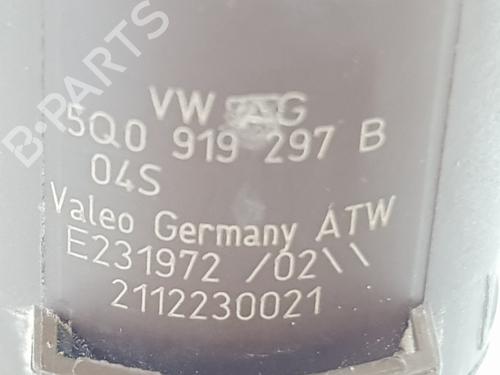 B-PARTS
VW AG
5Q0 919 297 B
04S
Valeo Germany ATW
E231972 /02\\
2112230021